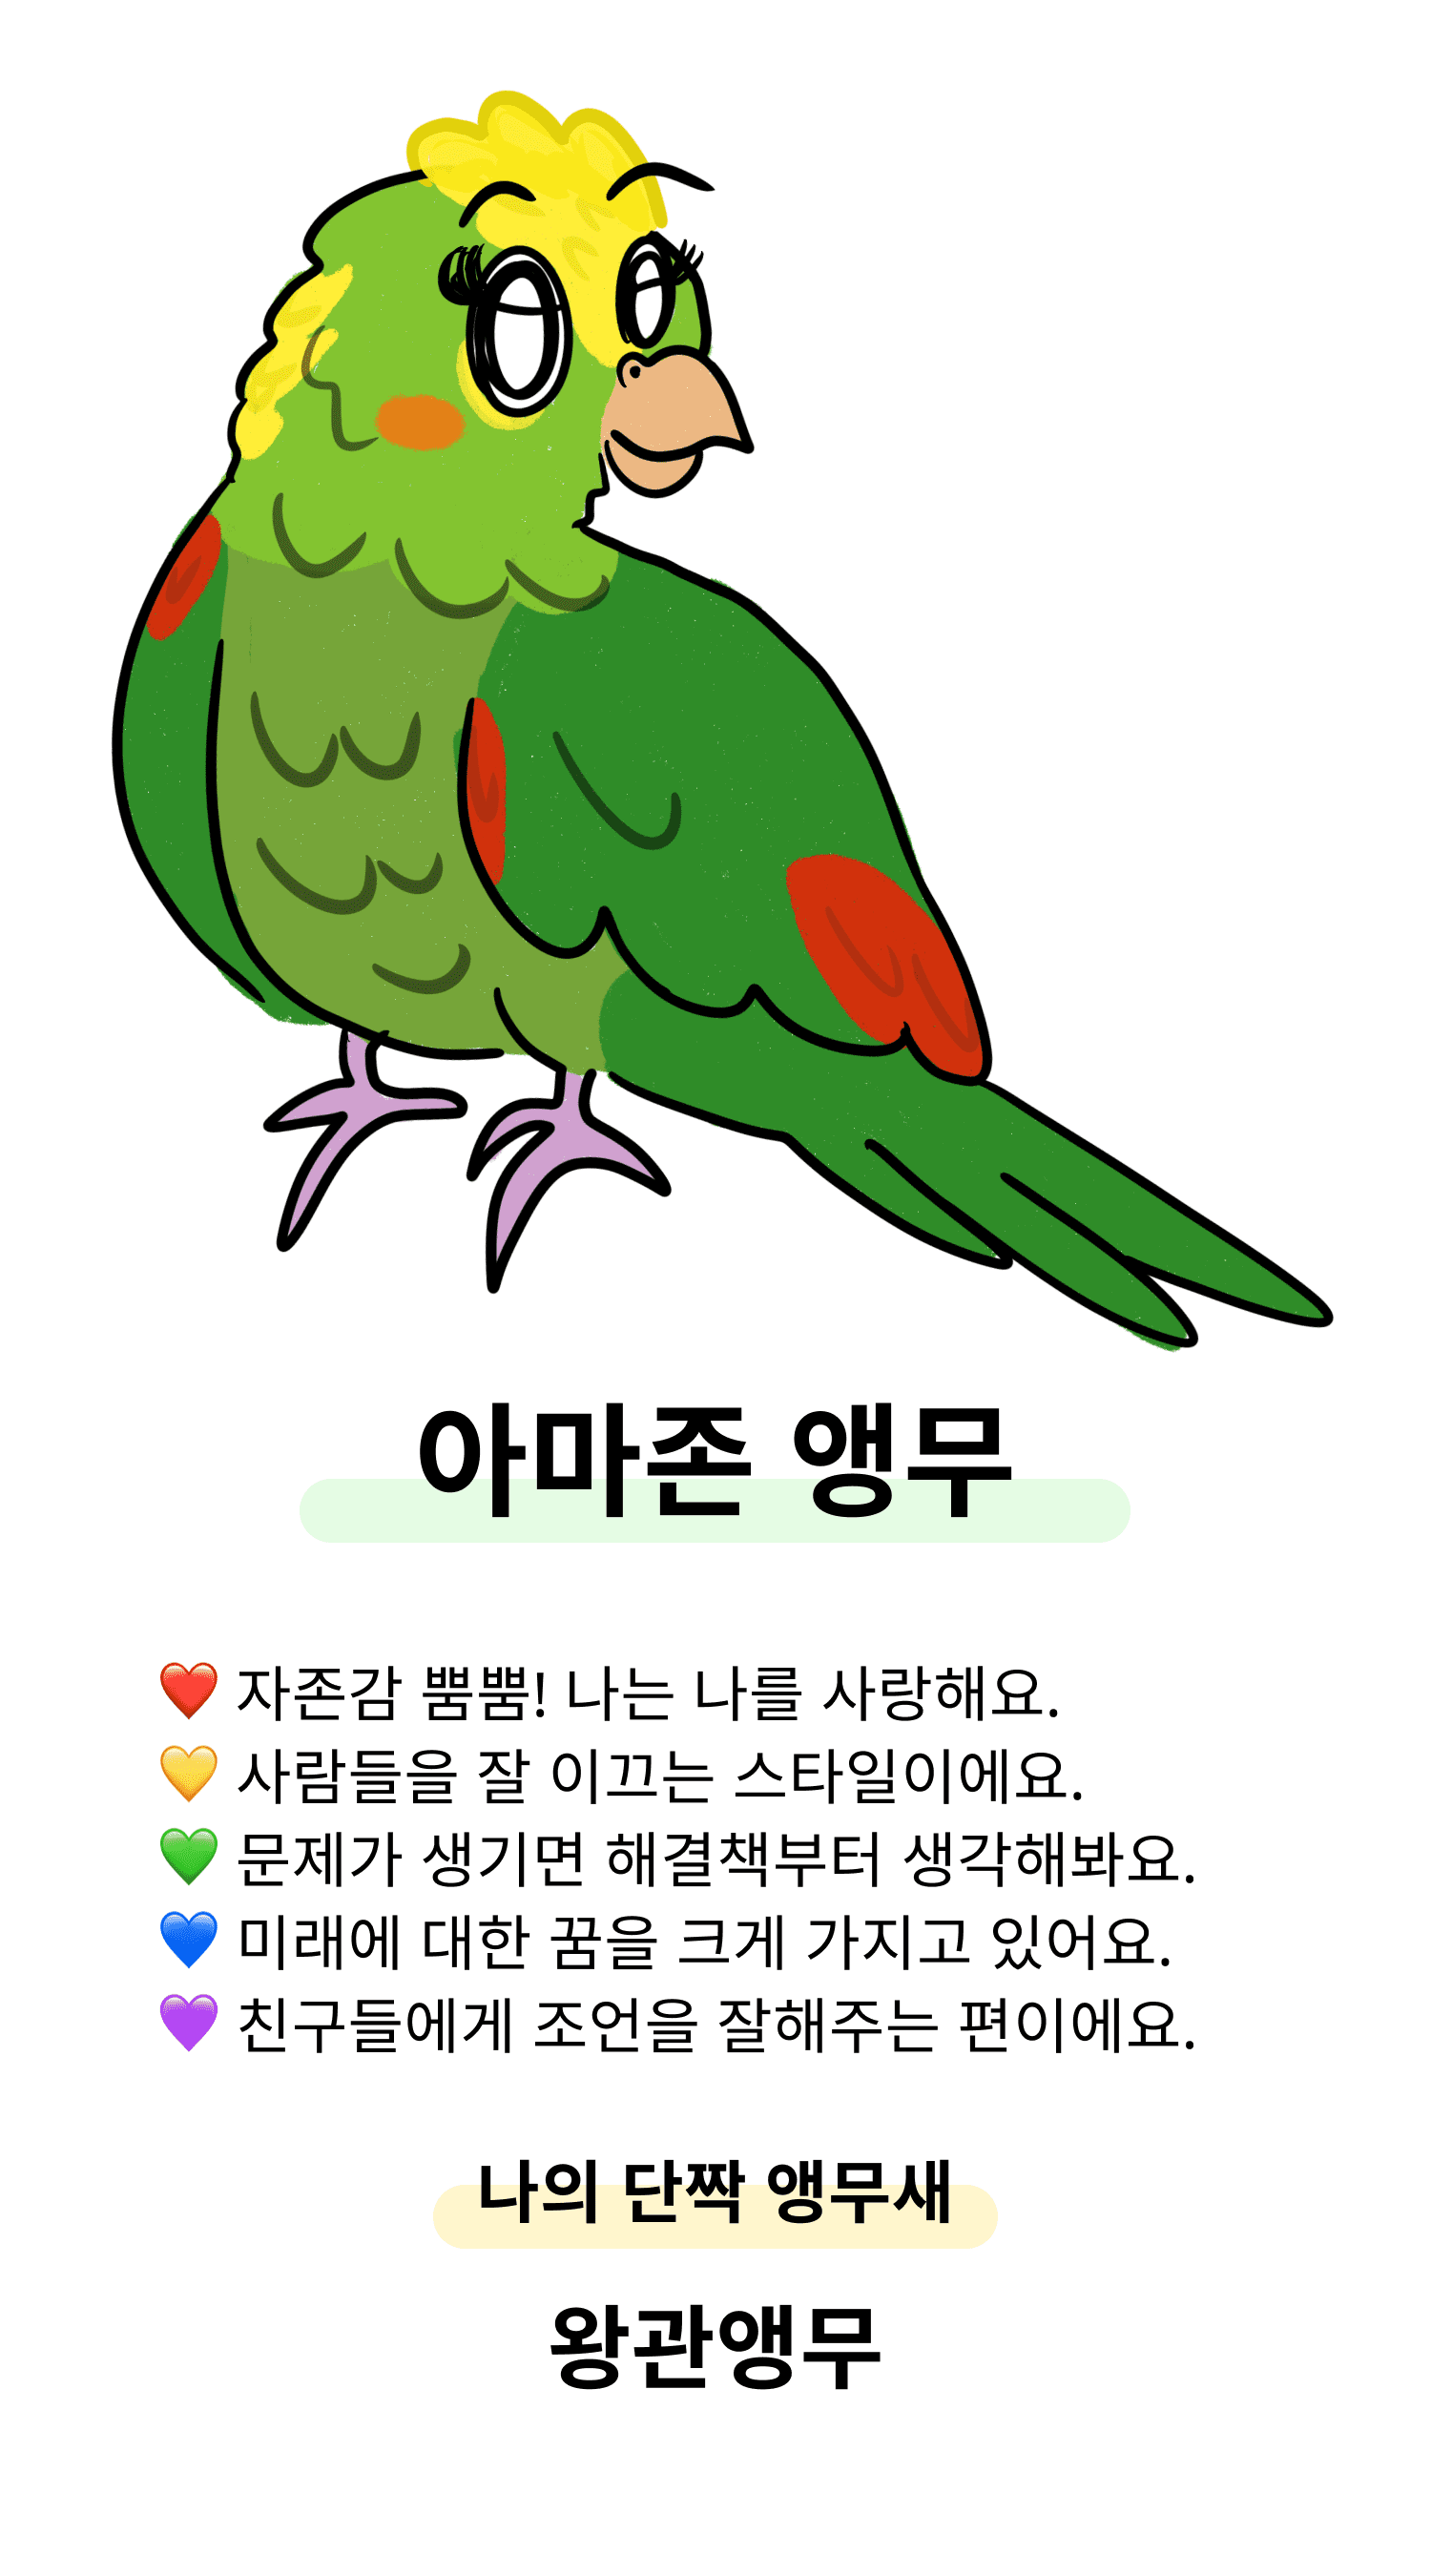 아마존 앵무
❤️ 자존감 뿜뿜! 나는 나를 사랑해요.
💛 사람들을 잘 이끄는 스타일이에요.
💚 문제가 생기면 해결책부터 생각해봐요.
💙 미래에 대한 꿈을 크게 가지고 있어요.
💜 친구들에게 조언을 잘해주는 편이에요.
나의 단짝 앵무새
왕관앵무